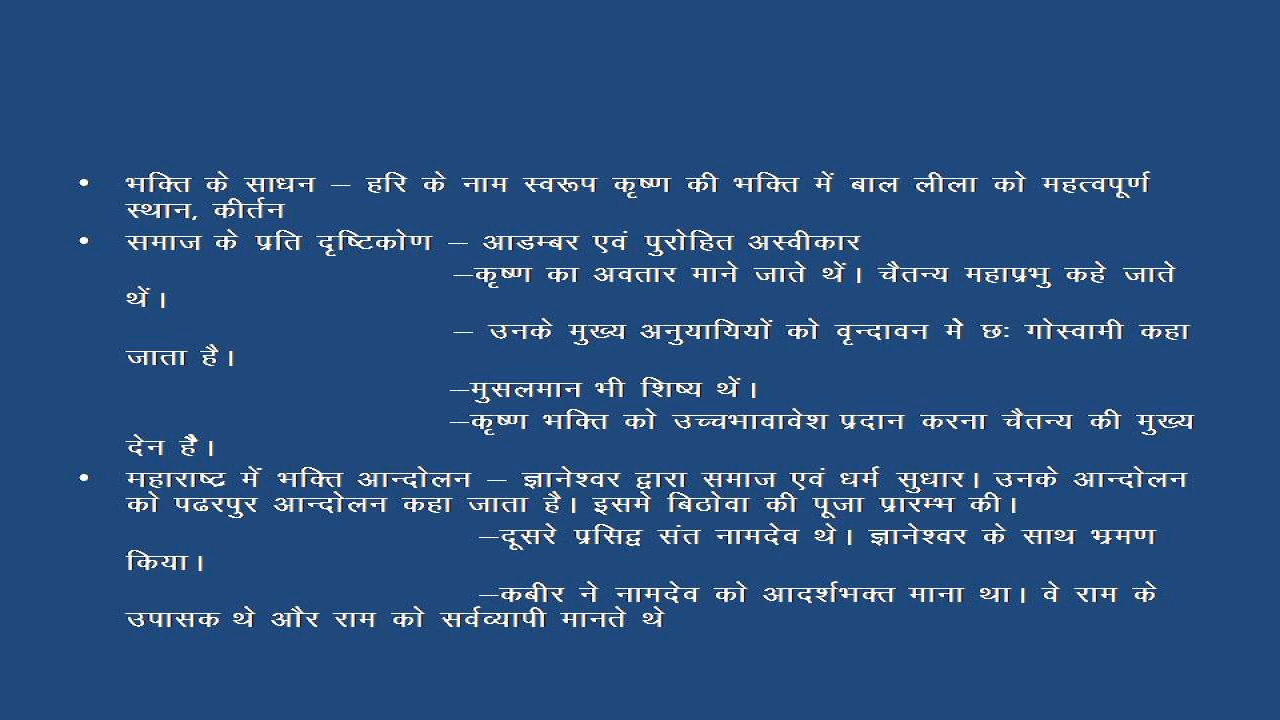 • भक्ति के साधन – हरि के नाम स्वरूप कृष्ण की भक्ति में बाल लीला को महत्वपूर्ण
स्थान, कीर्तन
• समाज के प्रति दृष्टिकोण – आडम्बर एवं पुरोहित अस्वीकार
–कृष्ण का अवतार माने जाते थें। चैतन्य महाप्रभु कहे जाते
थें।
– उनके मुख्य अनुयायियों को वृन्दावन मेे छः गोस्वामी कहा
जाता है।
–मुसलमान भी शिष्य थें।
–कृष्ण भक्ति को उच्चभावावेश प्रदान करना चैतन्य की मुख्य
देन हैै।
• महाराष्ट्र में भक्ति आन्दोलन – ज्ञानेश्वर द्वारा समाज एवं धर्म सुधार। उनके आन्दोलन
को पढरपुर आन्दोलन कहा जाता है। इसमे बिठोवा की पूजा प्रारम्भ की।
–दूसरे प्रसिद्व संत नामदेव थे। ज्ञानेश्वर के साथ भ्रमण
किया।
–कबीर ने नामदेव को आदर्शभक्त माना था। वे राम के
उपासक थे और राम को सर्वव्यापी मानते थे